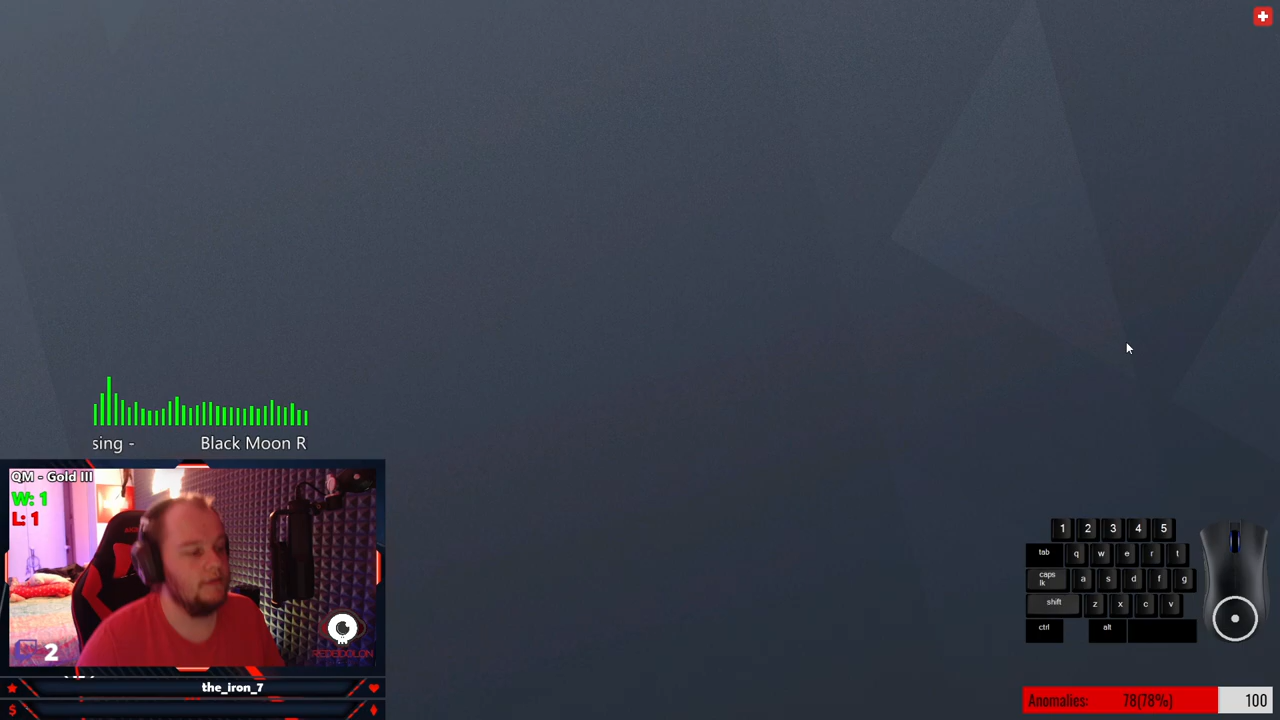 sing - Black Moon R
QM - Gold III
W: 1
L: 1
2
REDEDOLON
the_iron_7
1 2 3 4 5
tab q w e r t
caps lk a s d f g
shift z x c v
ctrl alt
Anomalies: 78(78%) 100